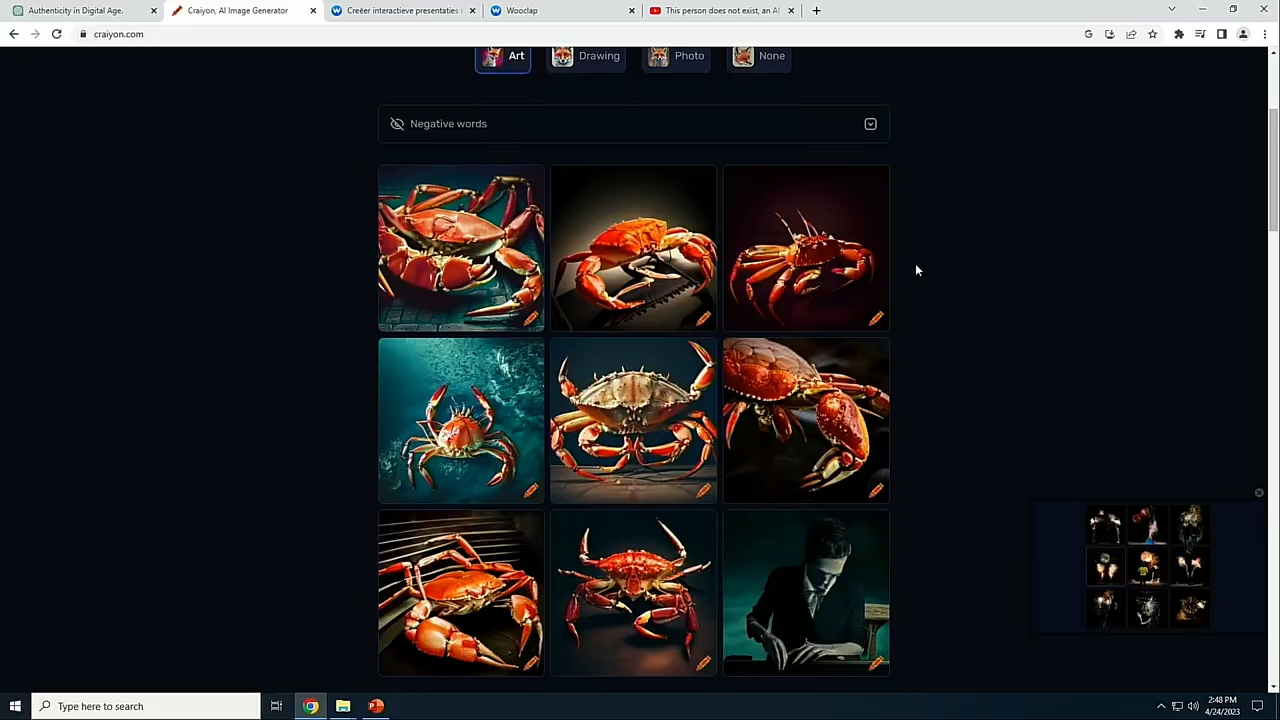 Authenticity in Digital Age.
Craiyon, AI Image Generator
Creëer interactieve presentaties
Wooclap
This person does not exist, an AI
craiyon.com
Art
Drawing
Photo
None
Negative words
Type here to search
2:48 PM
4/24/2023